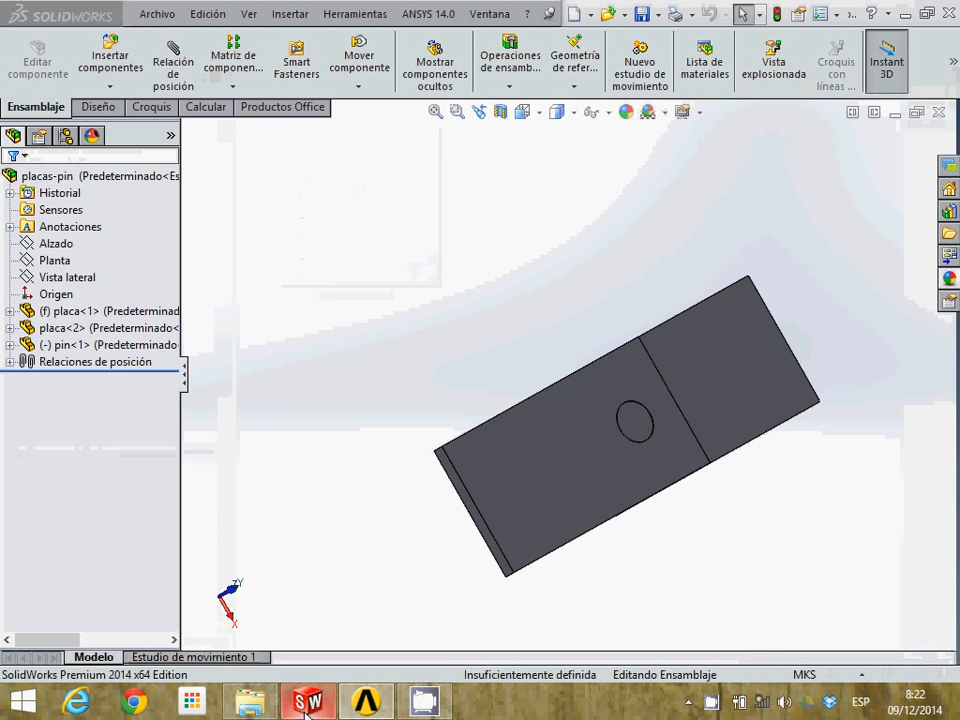 SOLIDWORKS
Archivo Edición Ver Insertar Herramientas ANSYS 14.0 Ventana ?
Editar componente
Insertar componentes
Relación de posición
Matriz de componen...
Smart Fasteners
Mover componente
Mostrar componentes ocultos
Operaciones de ensamb...
Geometría de refer...
Nuevo estudio de movimiento
Lista de materiales
Vista explosionada
Croquis con líneas ...
Instant 3D
Ensamblaje Diseño Croquis Calcular Productos Office
placas-pin (Predeterminado<Es
Historial
Sensores
Anotaciones
Alzado
Planta
Vista lateral
Origen
(f) placa<1> (Predeterminad
placa<2> (Predeterminado<
(-) pin<1> (Predeterminado
Relaciones de posición
Y
X
Modelo Estudio de movimiento 1
SolidWorks Premium 2014 x64 Edition Insuficientemente definida Editando Ensamblaje MKS
ESP
8:22
09/12/2014